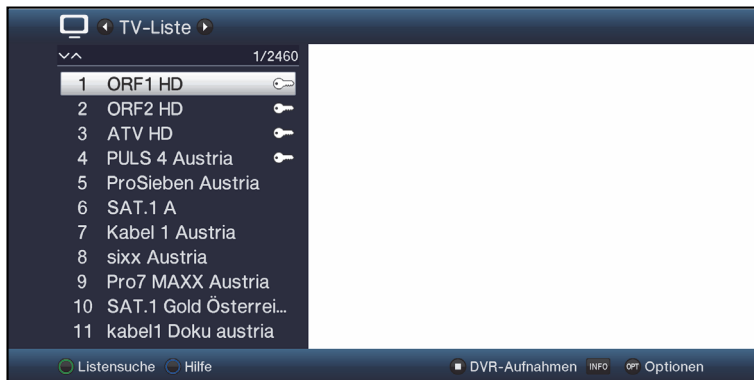 TV-Liste
1/2460
1 ORF1 HD
2 ORF2 HD
3 ATV HD
4 PULS 4 Austria
5 ProSieben Austria
6 SAT.1 A
7 Kabel 1 Austria
8 sixx Austria
9 Pro7 MAXX Austria
10 SAT.1 Gold Österrei...
11 kabel1 Doku austria
Listensuche Hilfe DVR-Aufnahmen INFO OPT Optionen